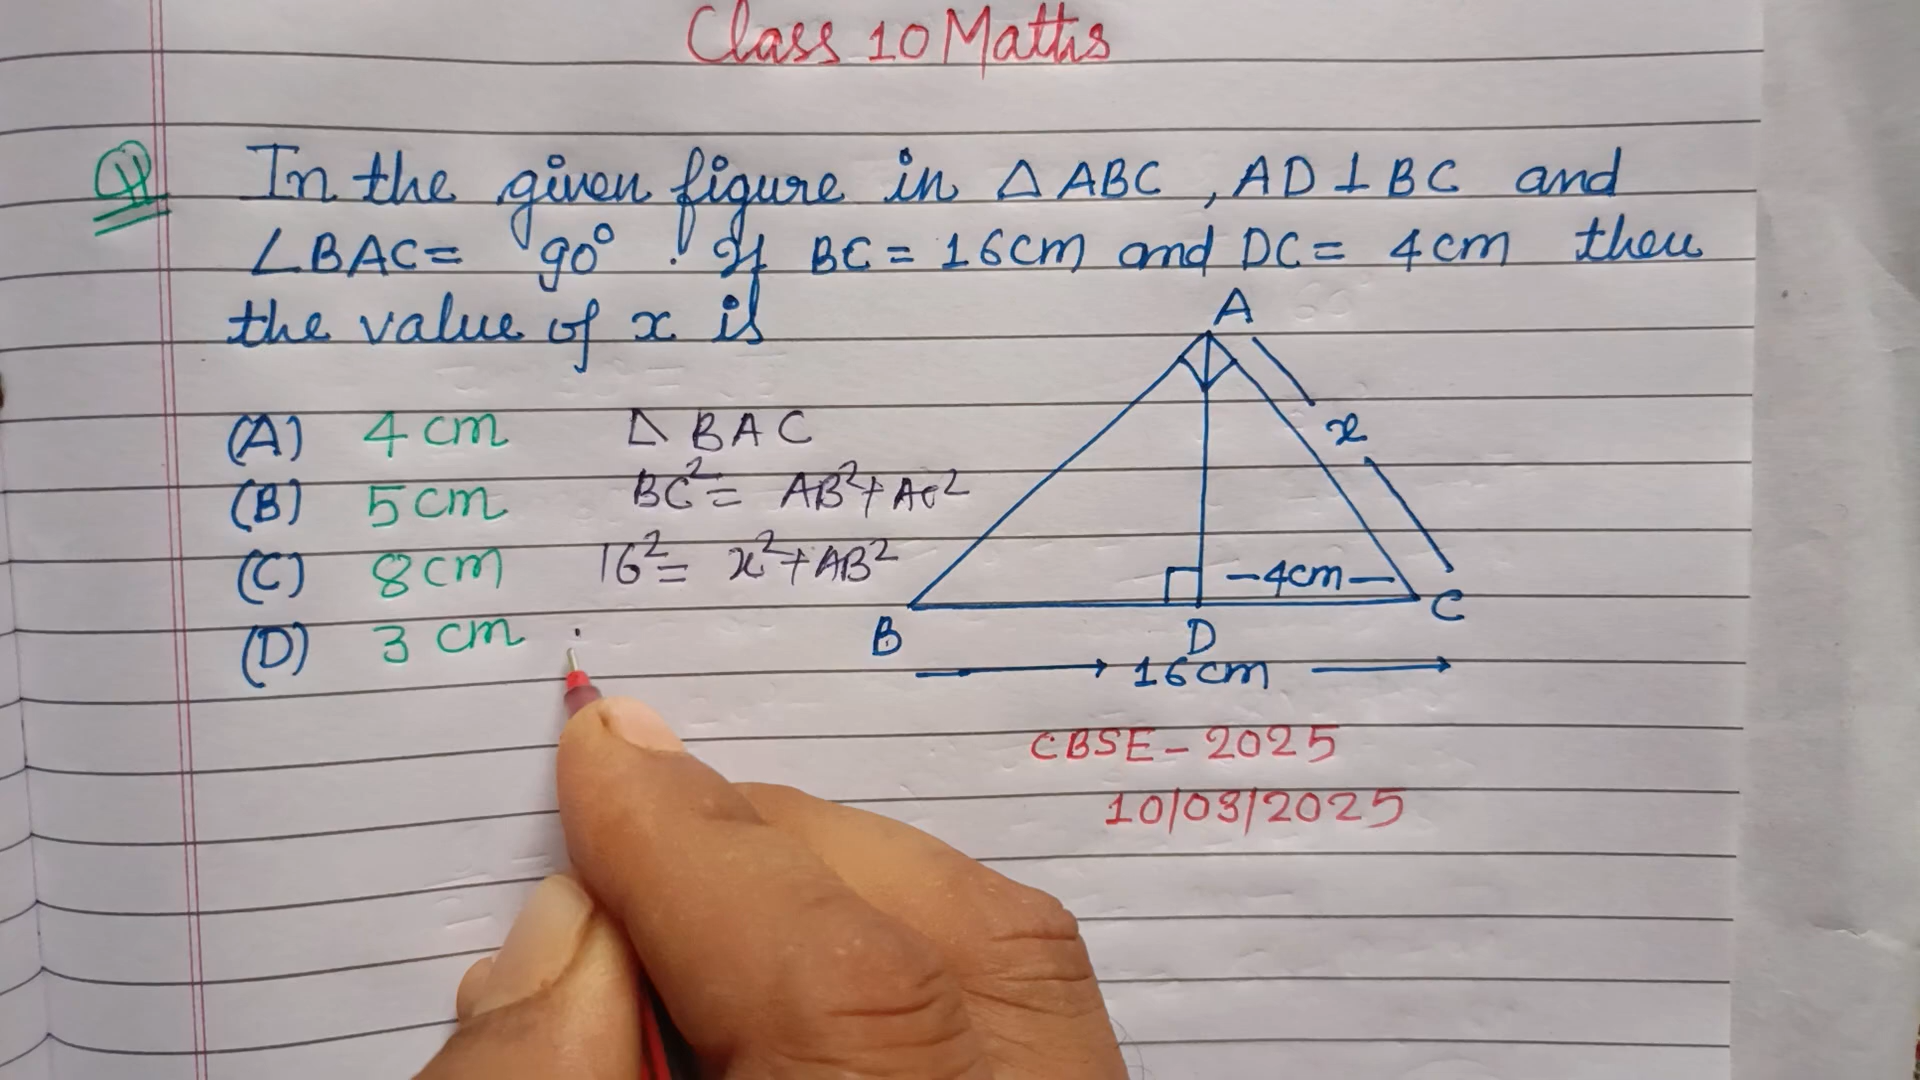 Class 10 Maths
Q In the given figure in △ ABC, AD ⊥ BC and
∠BAC = 90°. If BC = 16cm and DC = 4cm then
the value of x is
(A) 4 cm
(B) 5 cm
(C) 8 cm
(D) 3 cm
△ BAC
BC² = AB² + AC²
16² = x² + AB²
A
x
-4cm-
B
D
C
16cm
CBSE - 2025
10/03/2025